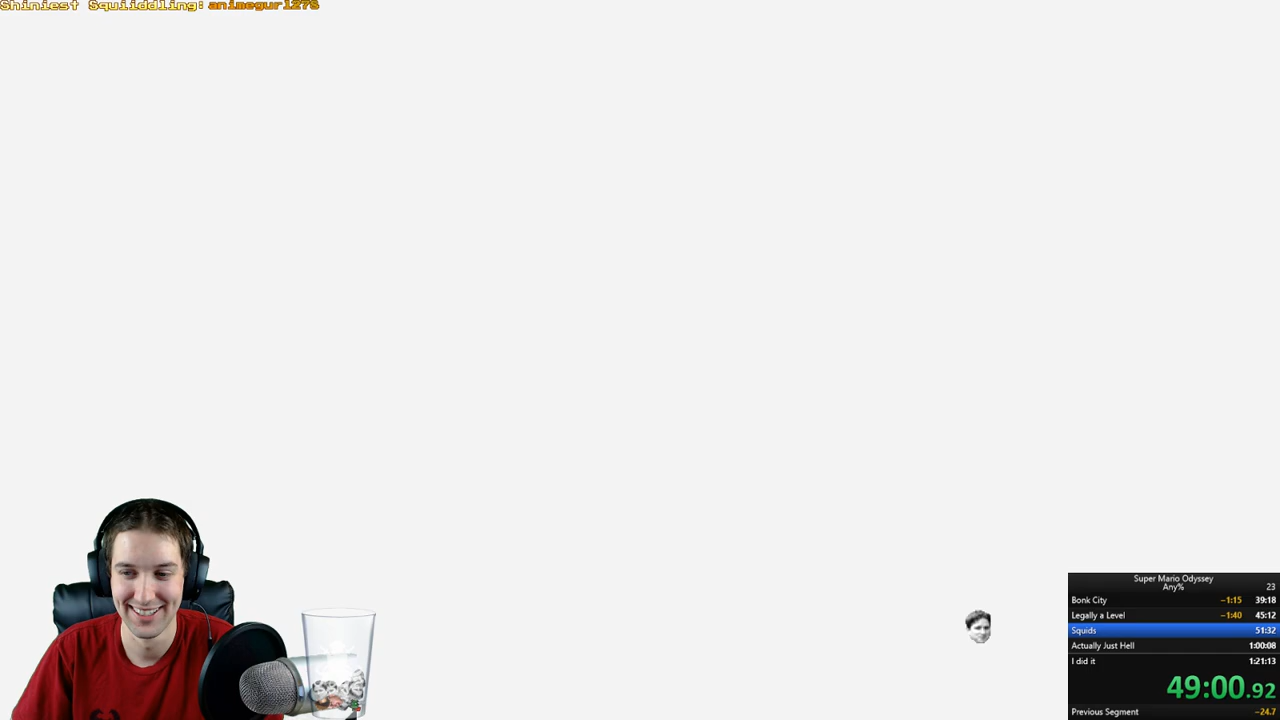 Shiniest Squiiddling: animegurl278
Super Mario Odyssey
Any%
23
Bonk City −1:15 39:18
Legally a Level −1:40 45:12
Squids 51:32
Actually Just Hell 1:00:08
I did it 1:21:13
49:00.92
Previous Segment −24.7